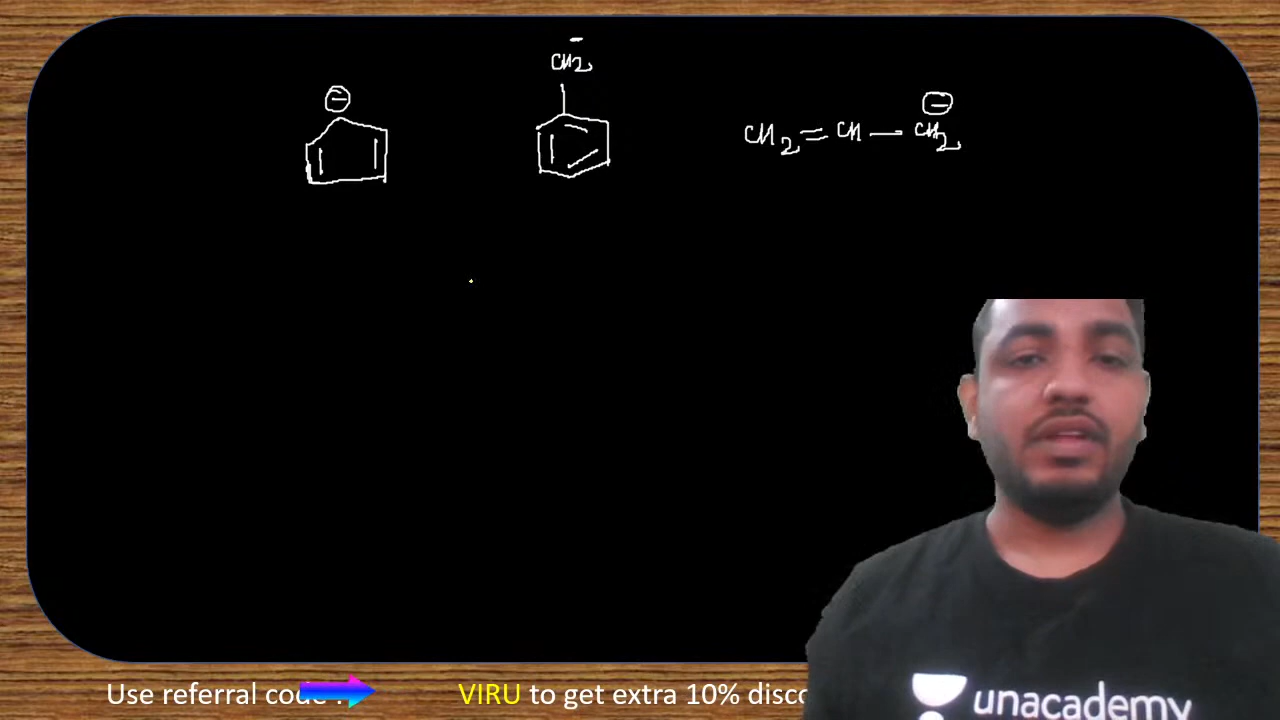 ⊖
CH2-
CH2=CH—CH2⊖
Use referral code :
VIRU to get extra 10% disco
unacademy